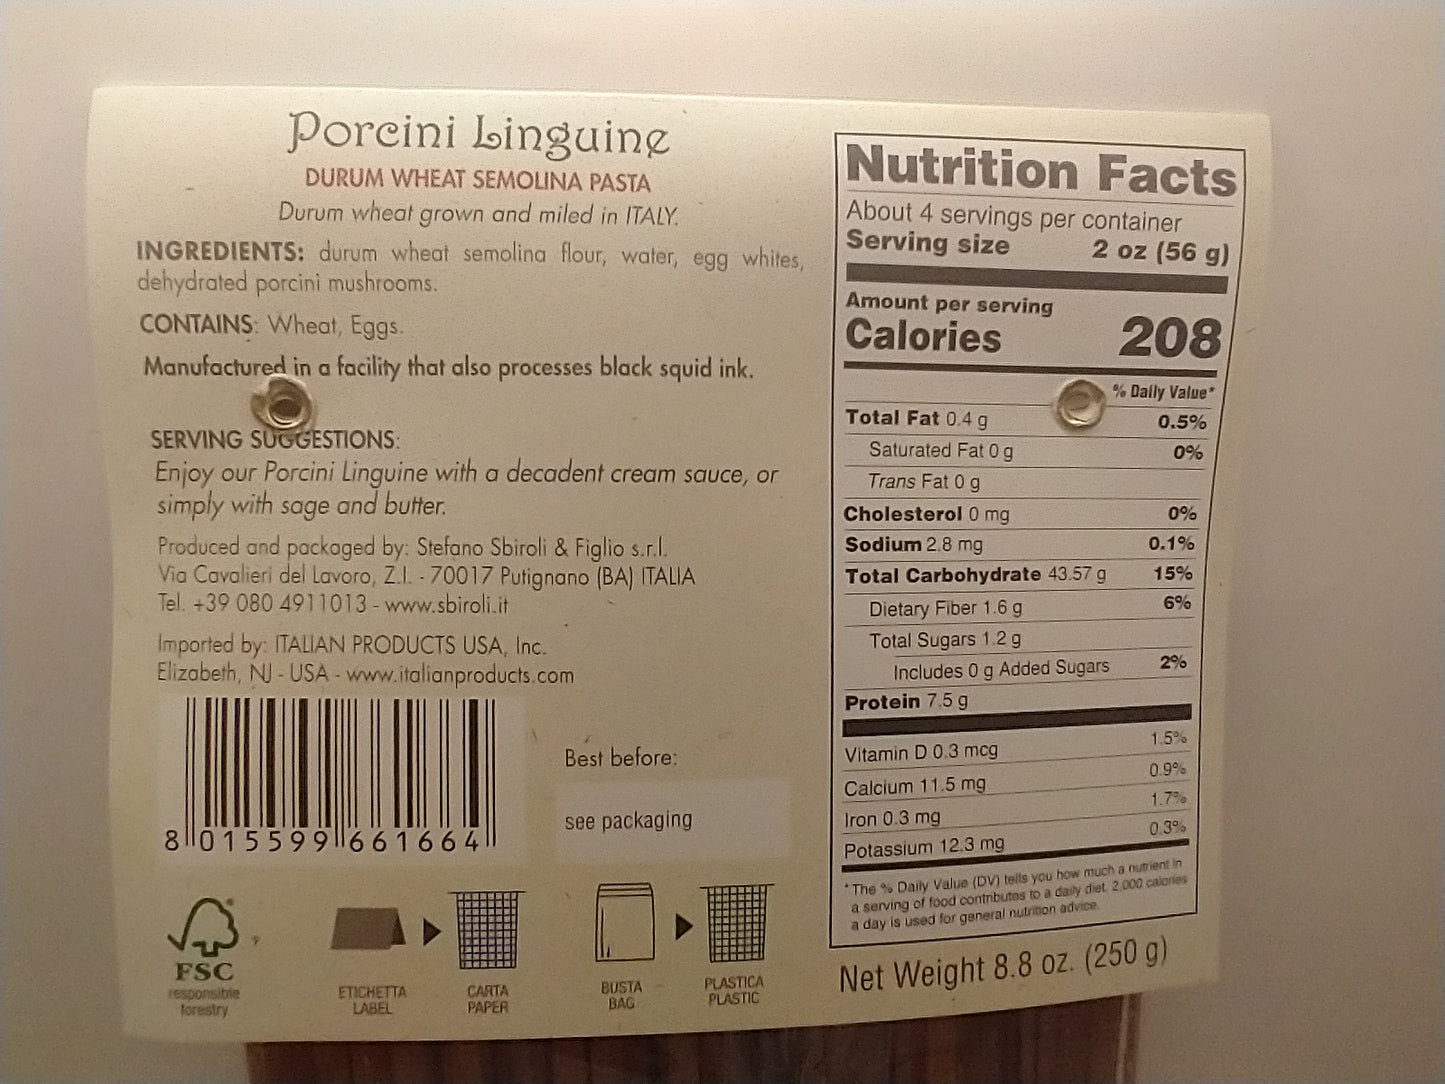 Porcini Linguine
DURUM WHEAT SEMOLINA PASTA
Durum wheat grown and miled in ITALY.
INGREDIENTS: durum wheat semolina flour, water, egg whites,
dehydrated porcini mushrooms.
CONTAINS: Wheat, Eggs.
Manufactured in a facility that also processes black squid ink.
SERVING SUGGESTIONS:
Enjoy our Porcini Linguine with a decadent cream sauce, or
simply with sage and butter.
Produced and packaged by: Stefano Sbiroli & Figlio s.r.l.
Via Cavalieri del Lavoro, Z.I. - 70017 Putignano (BA) ITALIA
Tel. +39 080 4911013 - www.sbiroli.it
Imported by: ITALIAN PRODUCTS USA, Inc.
Elizabeth, NJ - USA - www.italianproducts.com
8 015599 661664
Best before:
see packaging
FSC
responsible
forestry
ETICHETTA
LABEL
CARTA
PAPER
BUSTA
BAG
PLASTICA
PLASTIC
Nutrition Facts
About 4 servings per container
Serving size 2 oz (56 g)
Amount per serving
Calories 208
% Daily Value*
Total Fat 0.4 g 0.5%
Saturated Fat 0 g 0%
Trans Fat 0 g
Cholesterol 0 mg 0%
Sodium 2.8 mg 0.1%
Total Carbohydrate 43.57 g 15%
Dietary Fiber 1.6 g 6%
Total Sugars 1.2 g
Includes 0 g Added Sugars 2%
Protein 7.5 g
Vitamin D 0.3 mcg 1.5%
Calcium 11.5 mg 0.9%
Iron 0.3 mg 1.7%
Potassium 12.3 mg 0.3%
*The % Daily Value (DV) tells you how much a nutrient in
a serving of food contributes to a daily diet. 2,000 calories
a day is used for general nutrition advice.
Net Weight 8.8 oz. (250 g)